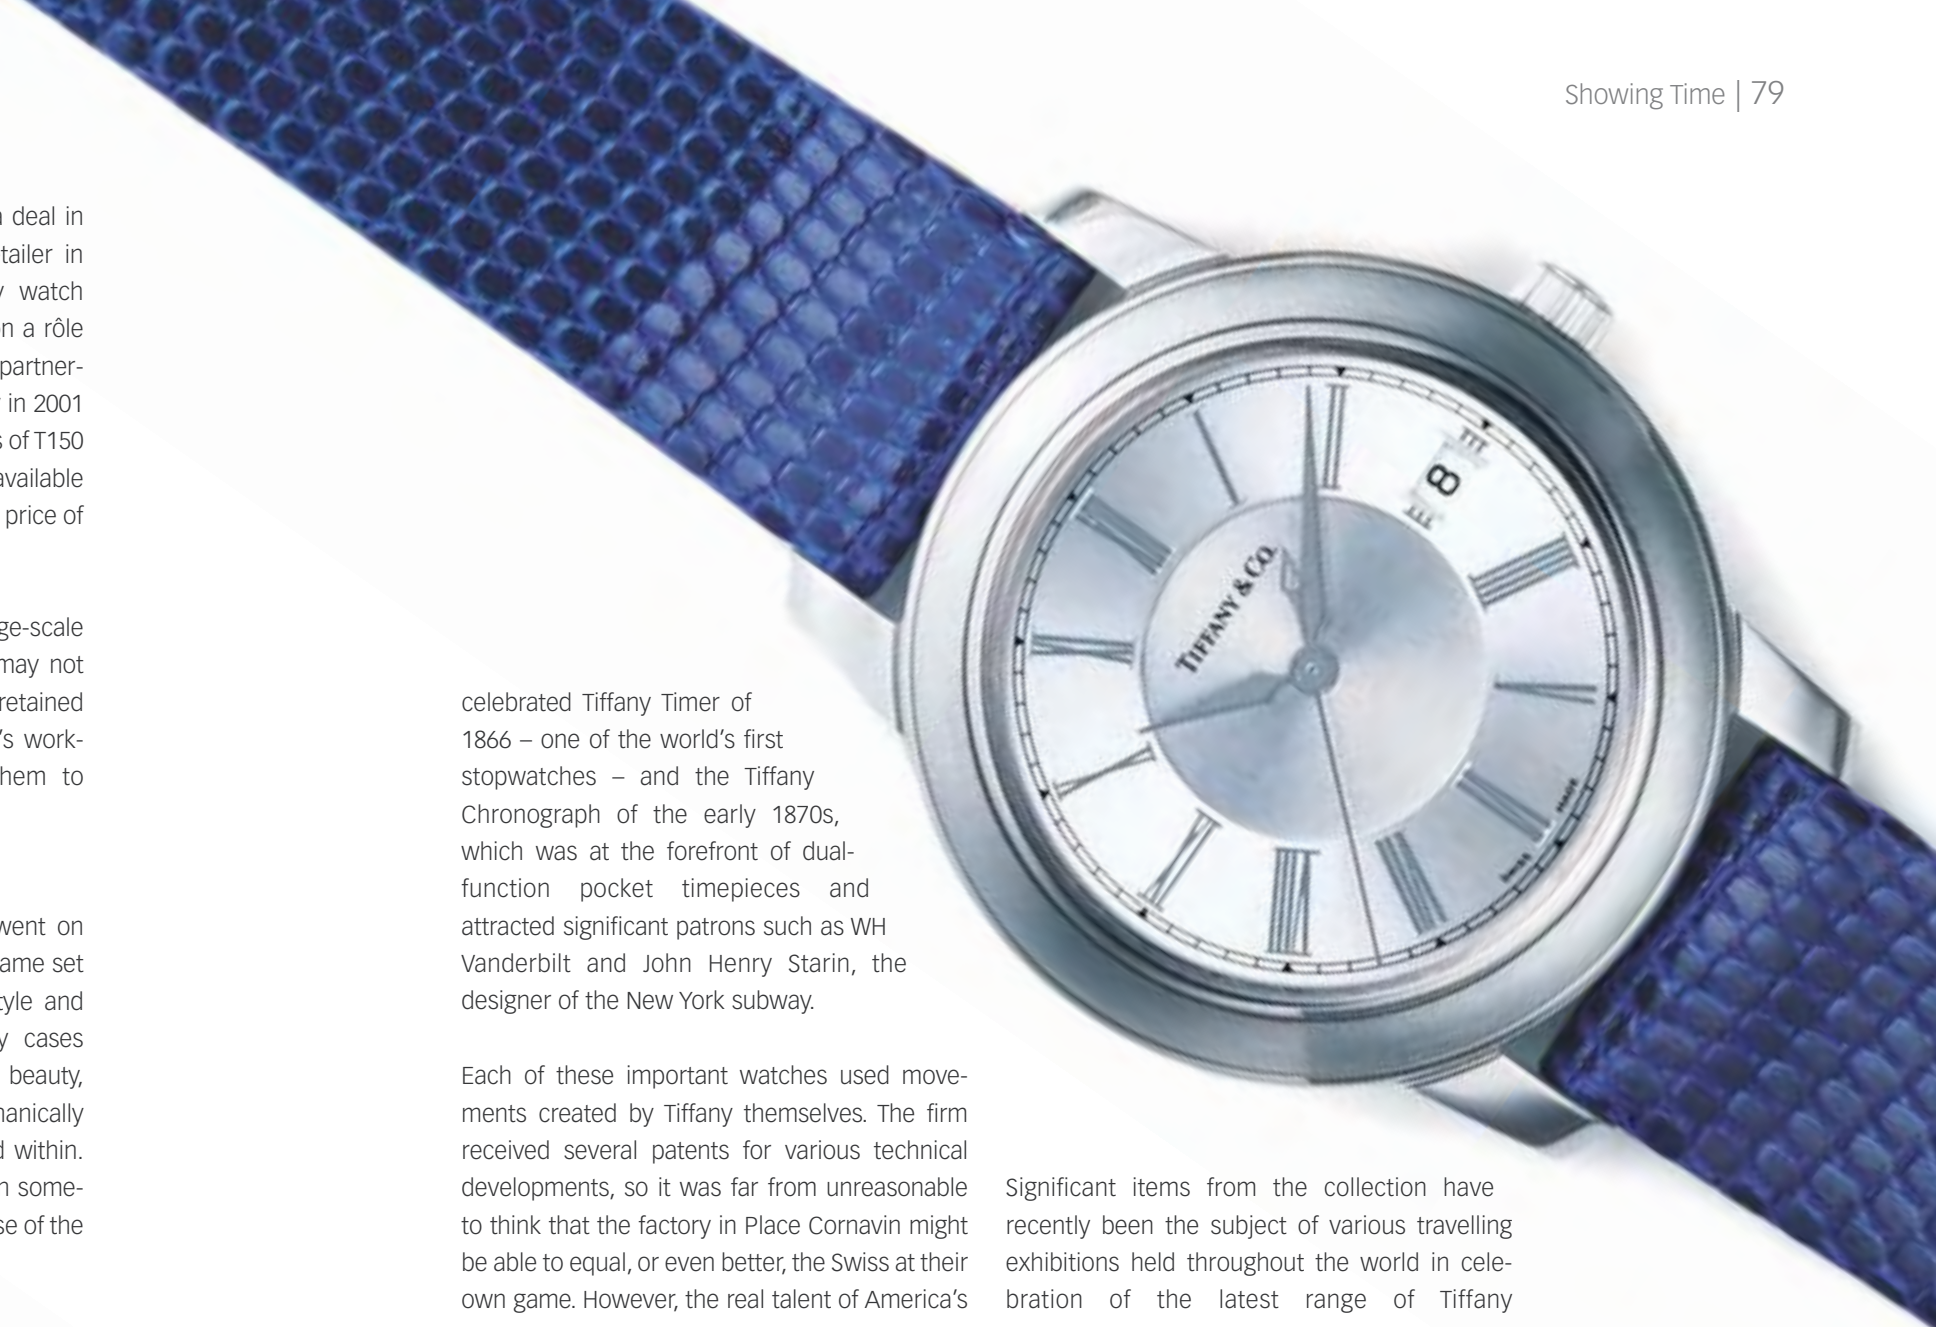 Showing Time | 79
deal in
tailer in
watch
n a rôle
partner-
in 2001
s of T150
available
price of
ge-scale
may not
retained
's work-
hem to
went on
ame set
tyle and
y cases
beauty,
hanically
d within.
n some-
se of the
celebrated Tiffany Timer of
1866 – one of the world's first
stopwatches – and the Tiffany
Chronograph of the early 1870s,
which was at the forefront of dual-
function pocket timepieces and
attracted significant patrons such as WH
Vanderbilt and John Henry Starin, the
designer of the New York subway.
Each of these important watches used move-
ments created by Tiffany themselves. The firm
received several patents for various technical
developments, so it was far from unreasonable
to think that the factory in Place Cornavin might
be able to equal, or even better, the Swiss at their
own game. However, the real talent of America's
Significant items from the collection have
recently been the subject of various travelling
exhibitions held throughout the world in cele-
bration of the latest range of Tiffany
TIFFANY & CO.
8
SWISS MADE